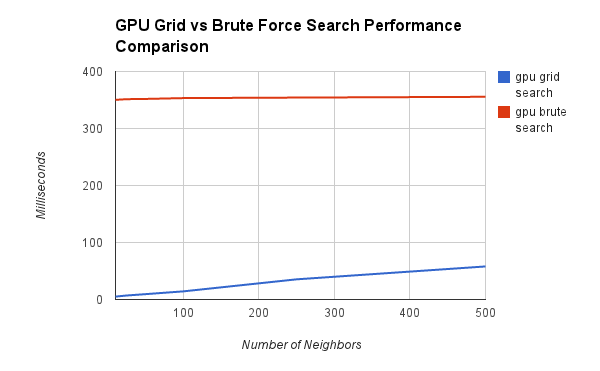 GPU Grid vs Brute Force Search Performance
Comparison
400
300
200
100
0
Milliseconds
100
200
300
400
500
Number of Neighbors
gpu grid
search
gpu brute
search